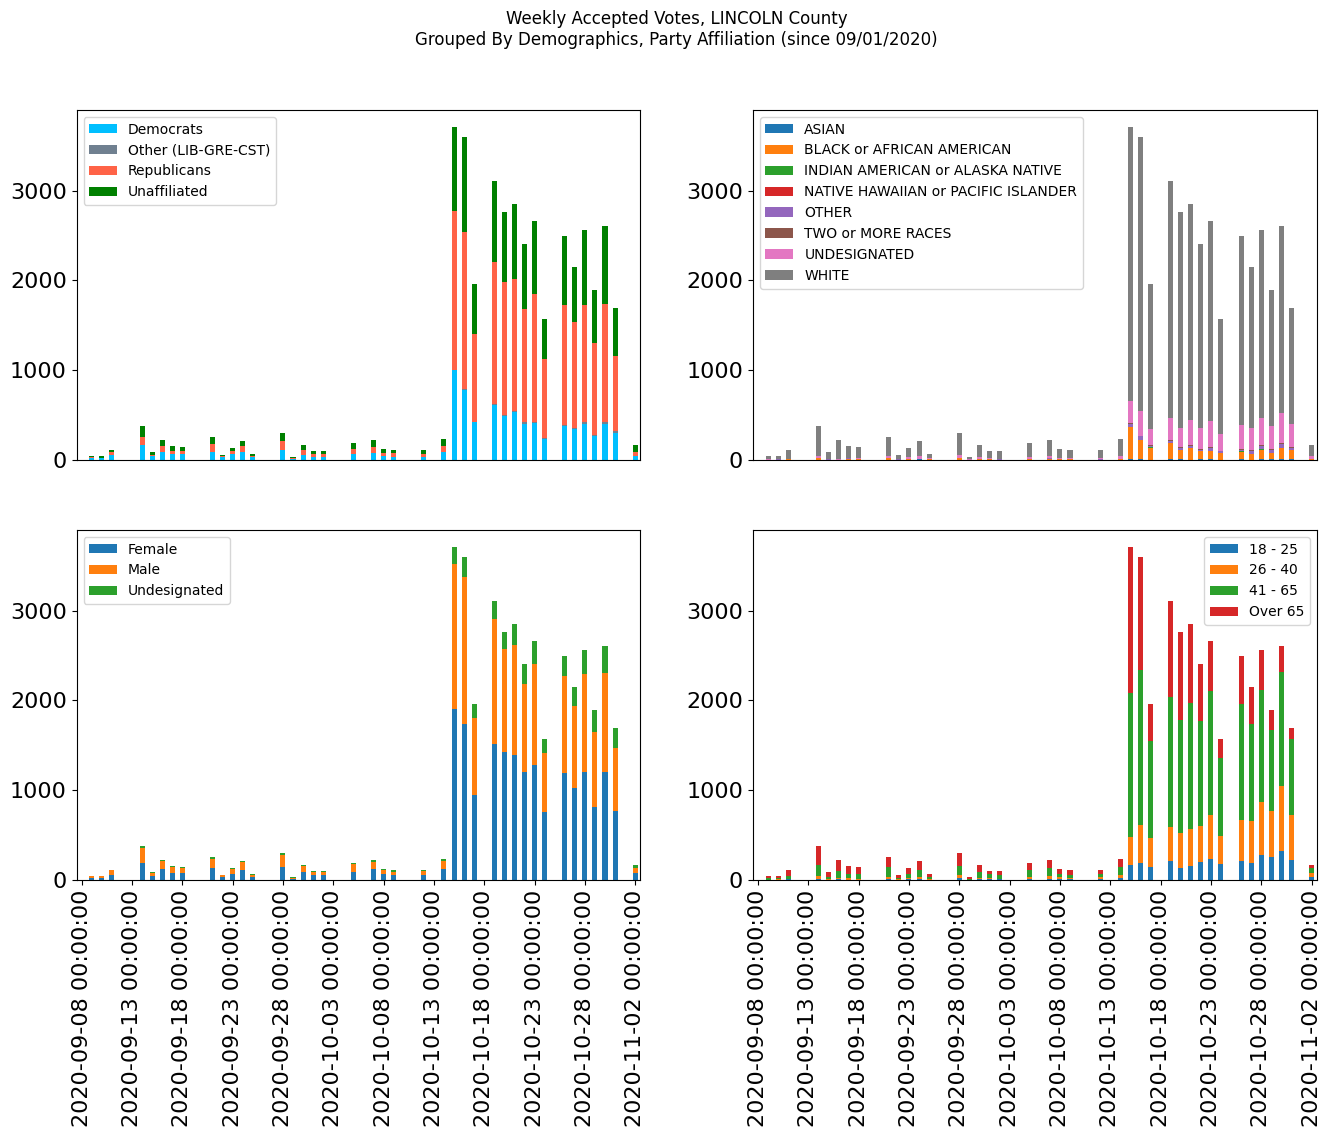 Weekly Accepted Votes, LINCOLN County
Grouped By Demographics, Party Affiliation (since 09/01/2020)
Democrats
Other (LIB-GRE-CST)
Republicans
Unaffiliated
3000
2000
1000
0
ASIAN
BLACK or AFRICAN AMERICAN
INDIAN AMERICAN or ALASKA NATIVE
NATIVE HAWAIIAN or PACIFIC ISLANDER
OTHER
TWO or MORE RACES
UNDESIGNATED
WHITE
3000
2000
1000
0
Female
Male
Undesignated
3000
2000
1000
0
2020-09-08 00:00:00
2020-09-13 00:00:00
2020-09-18 00:00:00
2020-09-23 00:00:00
2020-09-28 00:00:00
2020-10-03 00:00:00
2020-10-08 00:00:00
2020-10-13 00:00:00
2020-10-18 00:00:00
2020-10-23 00:00:00
2020-10-28 00:00:00
2020-11-02 00:00:00
18 - 25
26 - 40
41 - 65
Over 65
3000
2000
1000
0
2020-09-08 00:00:00
2020-09-13 00:00:00
2020-09-18 00:00:00
2020-09-23 00:00:00
2020-09-28 00:00:00
2020-10-03 00:00:00
2020-10-08 00:00:00
2020-10-13 00:00:00
2020-10-18 00:00:00
2020-10-23 00:00:00
2020-10-28 00:00:00
2020-11-02 00:00:00